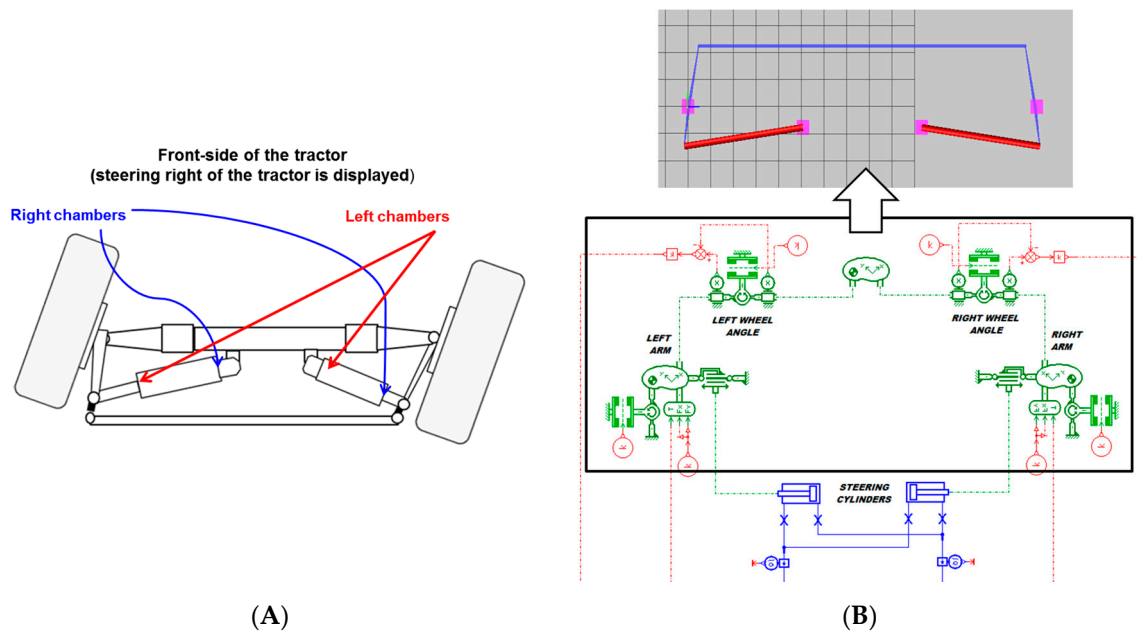 Front-side of the tractor
(steering right of the tractor is displayed)
Right chambers
Left chambers
LEFT WHEEL
ANGLE
RIGHT WHEEL
ANGLE
LEFT
ARM
RIGHT
ARM
STEERING
CYLINDERS
k
k
k
k
k
k
k
(A)
(B)